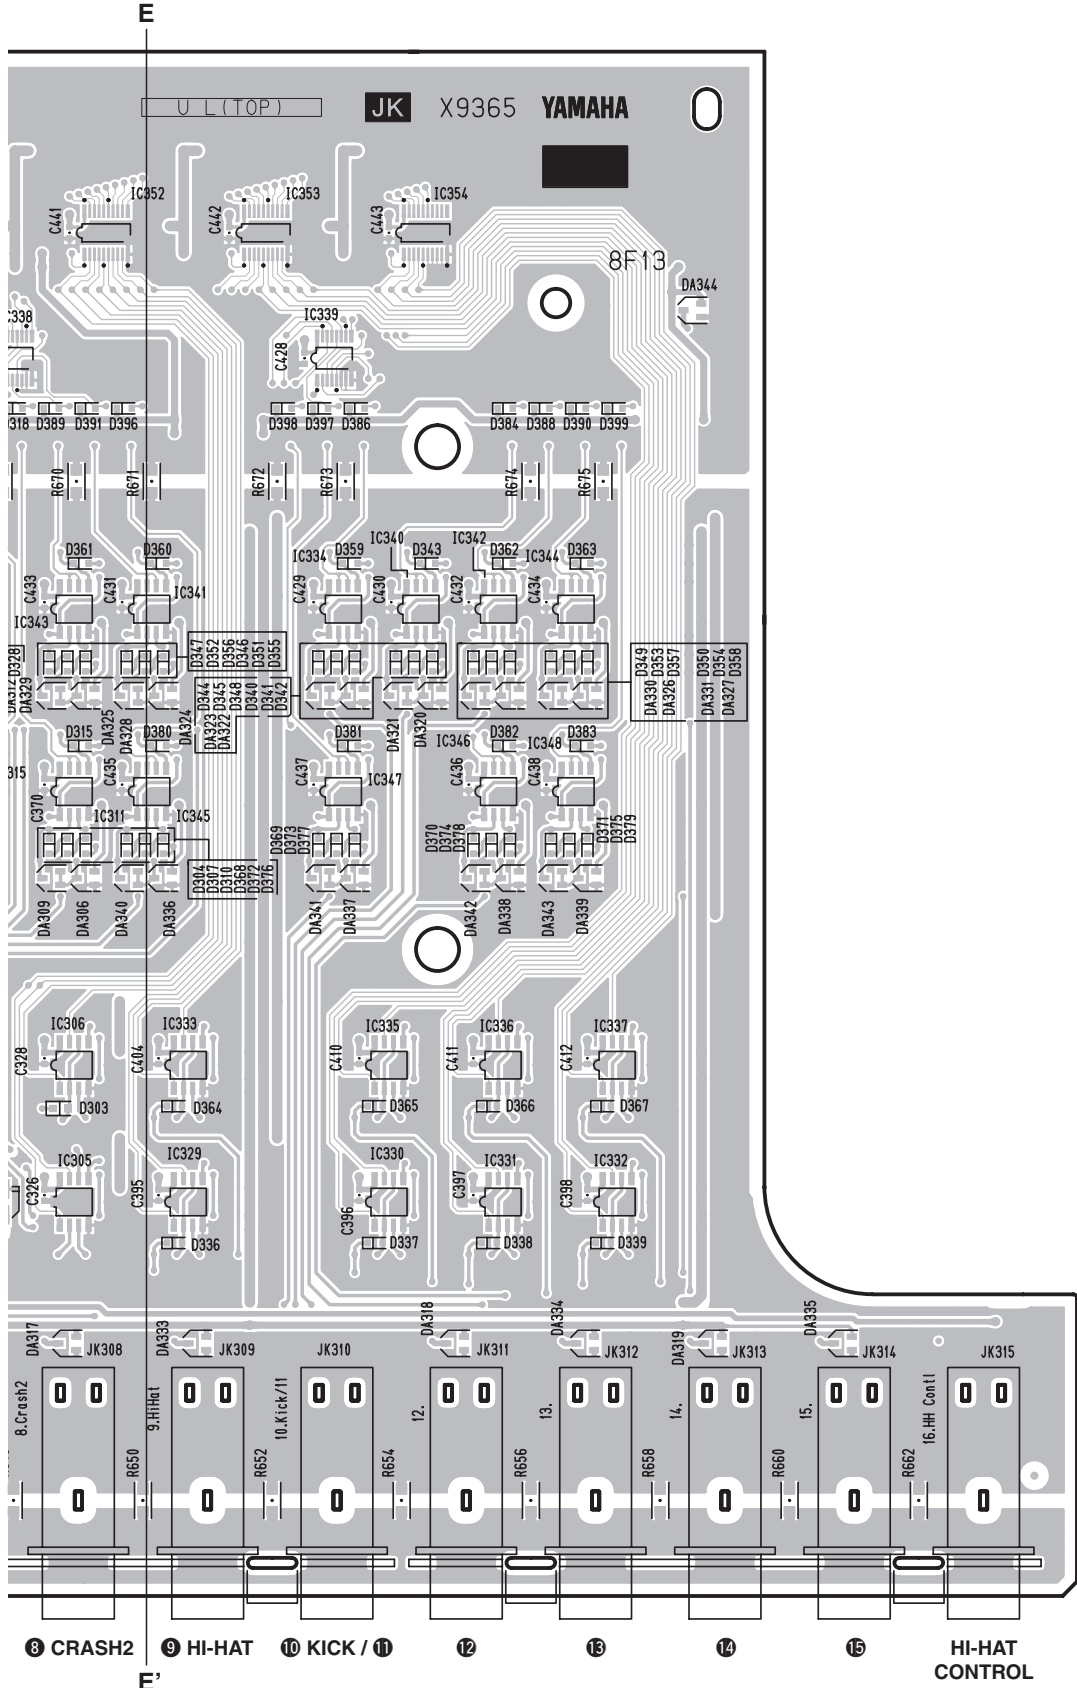 E
U L(TOP) JK X9365 YAMAHA
IC352 IC353 IC354
C441 C442 C443
8F13
DA344
IC339
C338
C428
318 D389 D391 D396 D398 D397 D386 D384 D388 D390 D399
R670 R671 R672 R673 R674 R675
IC340 IC342
D361 D360 IC334 D359 D343 D362 IC344 D363
C433 C431 IC341 C429 C430 C432 C434
IC343
D328
DA312
DA329
D347
D352
D356
D346
D351
D355
D344
D345
D348
D340
D341
D342
DA323
DA322
D349
D353
D357
D350
D354
D358
DA330
DA326
DA331
DA327
DA325 DA328 DA324 DA321 DA320
D315 D380 D381 IC346 D382 IC348 D383
315 C435 C437 IC347 C436 C438
C370 IC311 IC345
D369
D373
D377
D370
D374
D378
D371
D375
D379
D304
D307
D310
D368
D372
D376
DA309 DA306 DA340 DA336 DA341 DA337 DA342 DA338 DA343 DA339
IC306 IC333 IC335 IC336 IC337
C328 C404 C410 C411 C412
D303 D364 D365 D366 D367
IC305 IC329 IC330 IC331 IC332
C326 C395 C396 C397 C398
D336 D337 D338 D339
DA317 DA333 DA318 DA334 DA319 DA335
JK308 JK309 JK310 JK311 JK312 JK313 JK314 JK315
8.Crash2 9.HiHat 10.Kick/11 12. 13. 14. 15. 16.HH Contl
R650 R652 R654 R656 R658 R660 R662
❽ CRASH2 ❾ HI-HAT ❿ KICK / ⓫ ⓬ ⓭ ⓮ ⓯ HI-HAT
CONTROL
E'